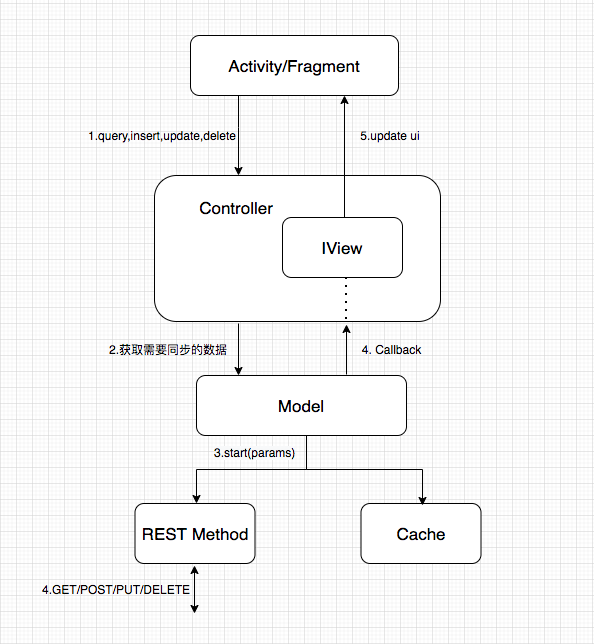 Activity/Fragment
1.query,insert,update,delete
5.update ui
Controller
IView
2.获取需要同步的数据
4. Callback
Model
3.start(params)
REST Method
Cache
4.GET/POST/PUT/DELETE